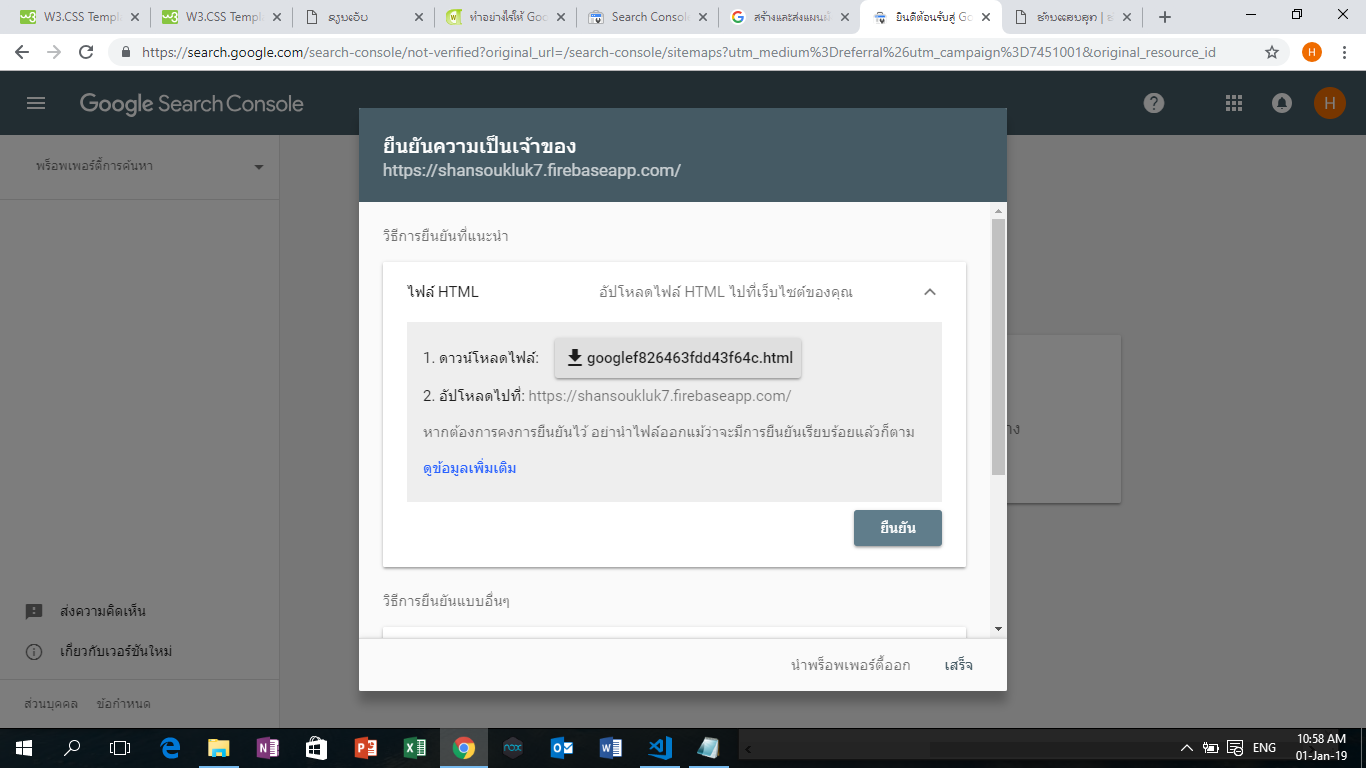 W3.CSS Templa
W3.CSS Templ
ຊຽບເອັບ
ทำอย่างไรให้ Goo
Search Console
สร้างและส่งแผนผั
ยินดีต้อนรับสู่ Go
https://search.google.com/search-console/not-verified?original_url=/search-console/sitemaps?utm_medium%3Dreferral%26utm_campaign%3D7451001&original_resource_id
H
Google Search Console
H
พร็อพเพอร์ตี้การค้นหา
ยืนยันความเป็นเจ้าของ
https://shansoukluk7.firebaseapp.com/
วิธีการยืนยันที่แนะนำ
ไฟล์ HTML
อัปโหลดไฟล์ HTML ไปที่เว็บไซต์ของคุณ
1. ดาวน์โหลดไฟล์:
googlef826463fdd43f64c.html
2. อัปโหลดไปที่: https://shansoukluk7.firebaseapp.com/
หากต้องการคงการยืนยันไว้ อย่านำไฟล์ออกแม้ว่าจะมีการยืนยันเรียบร้อยแล้วก็ตาม
ดูข้อมูลเพิ่มเติม
ยืนยัน
วิธีการยืนยันแบบอื่นๆ
ส่งความคิดเห็น
เกี่ยวกับเวอร์ชันใหม่
นำพร็อพเพอร์ตี้ออก
เสร็จ
ส่วนบุคคล
ข้อกำหนด
ENG
10:58 AM
01-Jan-19